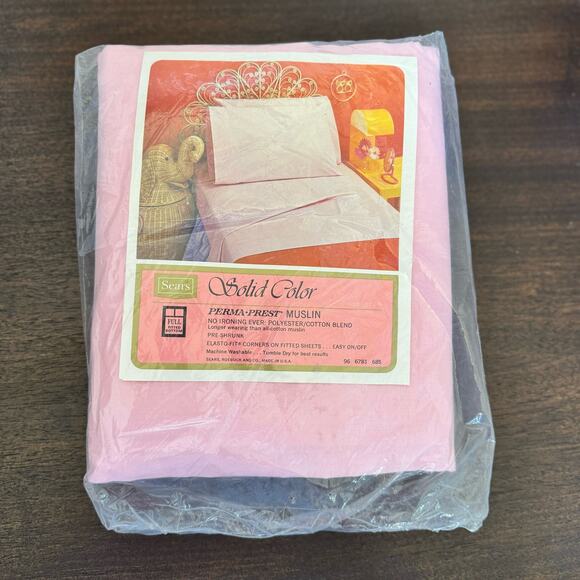 Sears
Solid Color
FULL
FITTED
BOTTOM
PERMA-PREST® MUSLIN
NO IRONING EVER: POLYESTER/COTTON BLEND
Longer wearing than all-cotton muslin
PRE-SHRUNK
ELASTO-FIT® CORNERS ON FITTED SHEETS . . . EASY ON/OFF
Machine Washable . . . Tumble Dry for best results
SEARS, ROEBUCK AND CO., MADE IN U.S.A.
96 6781 685